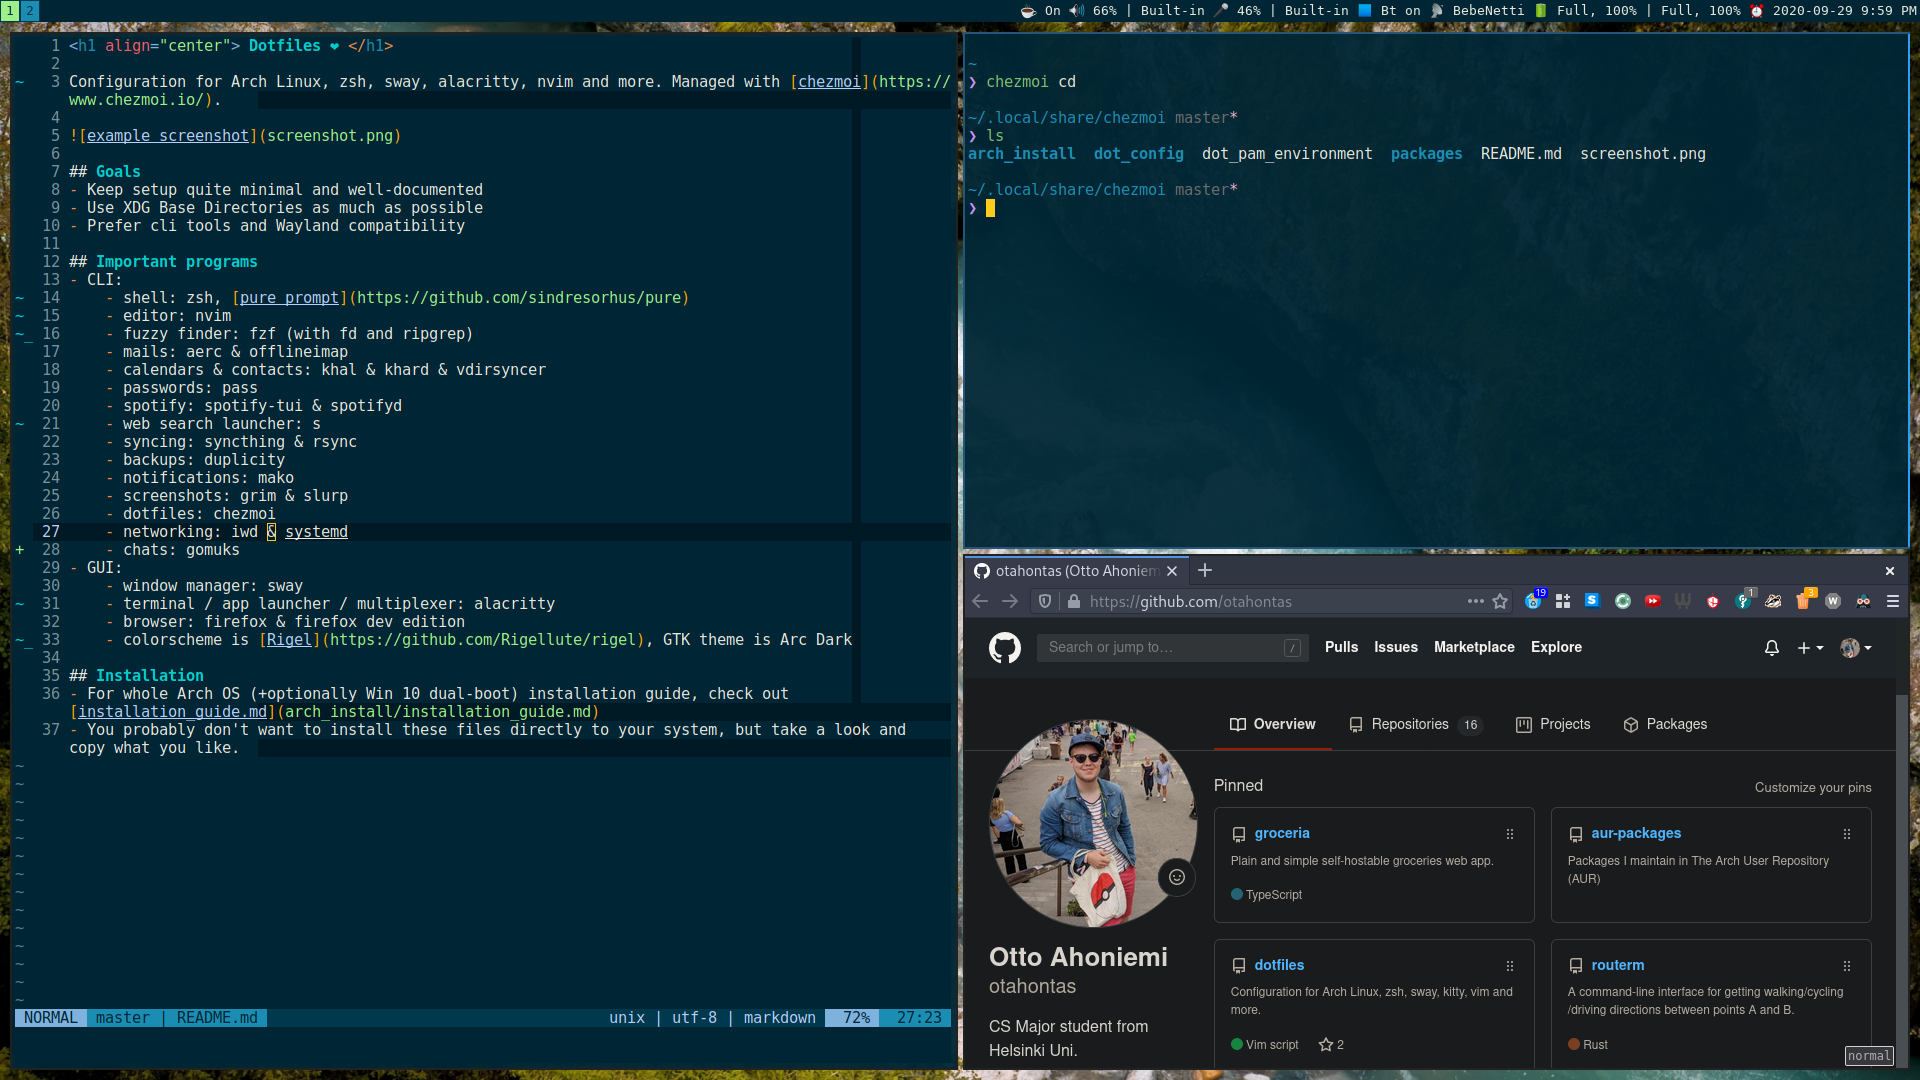 1 2
On 66% | Built-in 46% | Built-in Bt on BebeNetti Full, 100% | Full, 100% 2020-09-29 9:59 PM
1 <h1 align="center"> Dotfiles ❤ </h1>
2
~ 3 Configuration for Arch Linux, zsh, sway, alacritty, nvim and more. Managed with [chezmoi](https://
www.chezmoi.io/).
4
5 ![example screenshot](screenshot.png)
6
7 ## Goals
8 - Keep setup quite minimal and well-documented
9 - Use XDG Base Directories as much as possible
10 - Prefer cli tools and Wayland compatibility
11
12 ## Important programs
13 - CLI:
~ 14 - shell: zsh, [pure prompt](https://github.com/sindresorhus/pure)
~ 15 - editor: nvim
~_ 16 - fuzzy finder: fzf (with fd and ripgrep)
17 - mails: aerc & offlineimap
18 - calendars & contacts: khal & khard & vdirsyncer
19 - passwords: pass
20 - spotify: spotify-tui & spotifyd
~ 21 - web search launcher: s
22 - syncing: syncthing & rsync
23 - backups: duplicity
24 - notifications: mako
25 - screenshots: grim & slurp
26 - dotfiles: chezmoi
27 - networking: iwd & systemd
+ 28 - chats: gomuks
29 - GUI:
30 - window manager: sway
~ 31 - terminal / app launcher / multiplexer: alacritty
32 - browser: firefox & firefox dev edition
~_ 33 - colorscheme is [Rigel](https://github.com/Rigellute/rigel), GTK theme is Arc Dark
34
35 ## Installation
36 - For whole Arch OS (+optionally Win 10 dual-boot) installation guide, check out
[installation_guide.md](arch_install/installation_guide.md)
37 - You probably don't want to install these files directly to your system, but take a look and
copy what you like.
~
~
~
~
~
~
~
~
~
~
~
~
~
~
NORMAL master | README.md unix | utf-8 | markdown 72% 27:23
~
❯ chezmoi cd
~/.local/share/chezmoi master*
❯ ls
arch_install dot_config dot_pam_environment packages README.md screenshot.png
~/.local/share/chezmoi master*
❯
otahontas (Otto Ahoniem
https://github.com/otahontas
19 1 3
Search or jump to… /
Pulls Issues Marketplace Explore
Overview Repositories 16 Projects Packages
Pinned Customize your pins
groceria
Plain and simple self-hostable groceries web app.
TypeScript
aur-packages
Packages I maintain in The Arch User Repository
(AUR)
Otto Ahoniemi
otahontas
CS Major student from
Helsinki Uni.
dotfiles
Configuration for Arch Linux, zsh, sway, kitty, vim and
more.
Vim script 2
routerm
A command-line interface for getting walking/cycling
/driving directions between points A and B.
Rust
normal